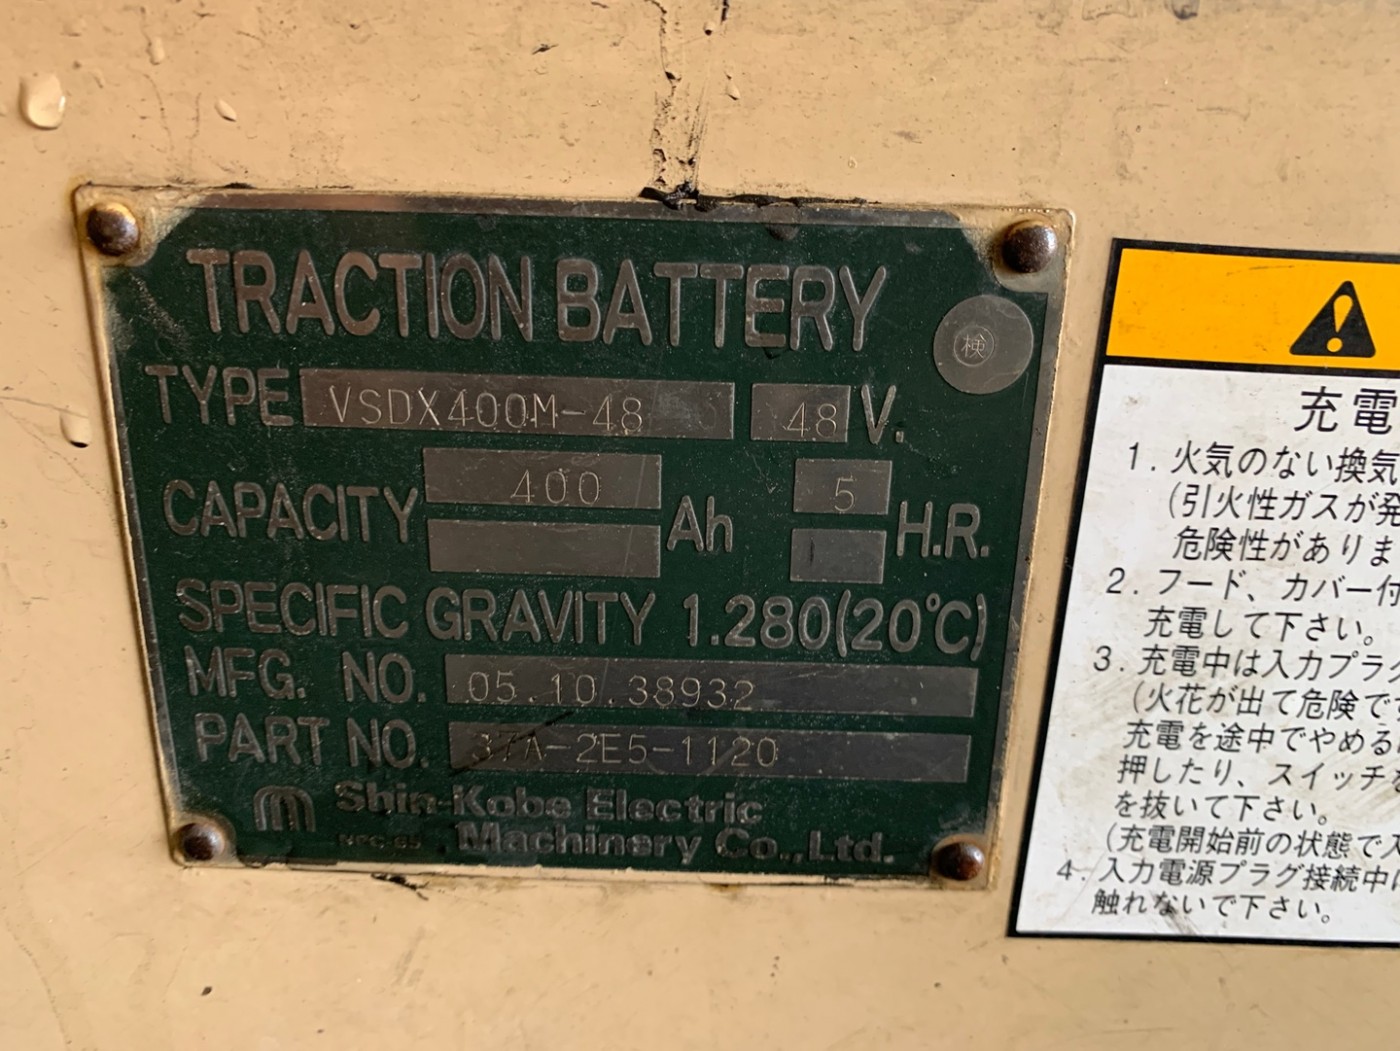 TRACTION BATTERY
検
TYPE VSDX400M-48 48 V.
CAPACITY 400 Ah 5 H.R.
SPECIFIC GRAVITY 1.280(20°C)
MFG. NO. 05.10.38932
PART NO. 37A-2E5-1120
Shin-Kobe Electric
Machinery Co.,Ltd.
充電
1. 火気のない換気
(引火性ガスが発
危険性がありま
2. フード、カバー付
充電して下さい。
3. 充電中は入力プラグ
(火花が出て危険です
充電を途中でやめる
押したり、スイッチを
を抜いて下さい。
(充電開始前の状態で入
4. 入力電源プラグ接続中に
触れないで下さい。